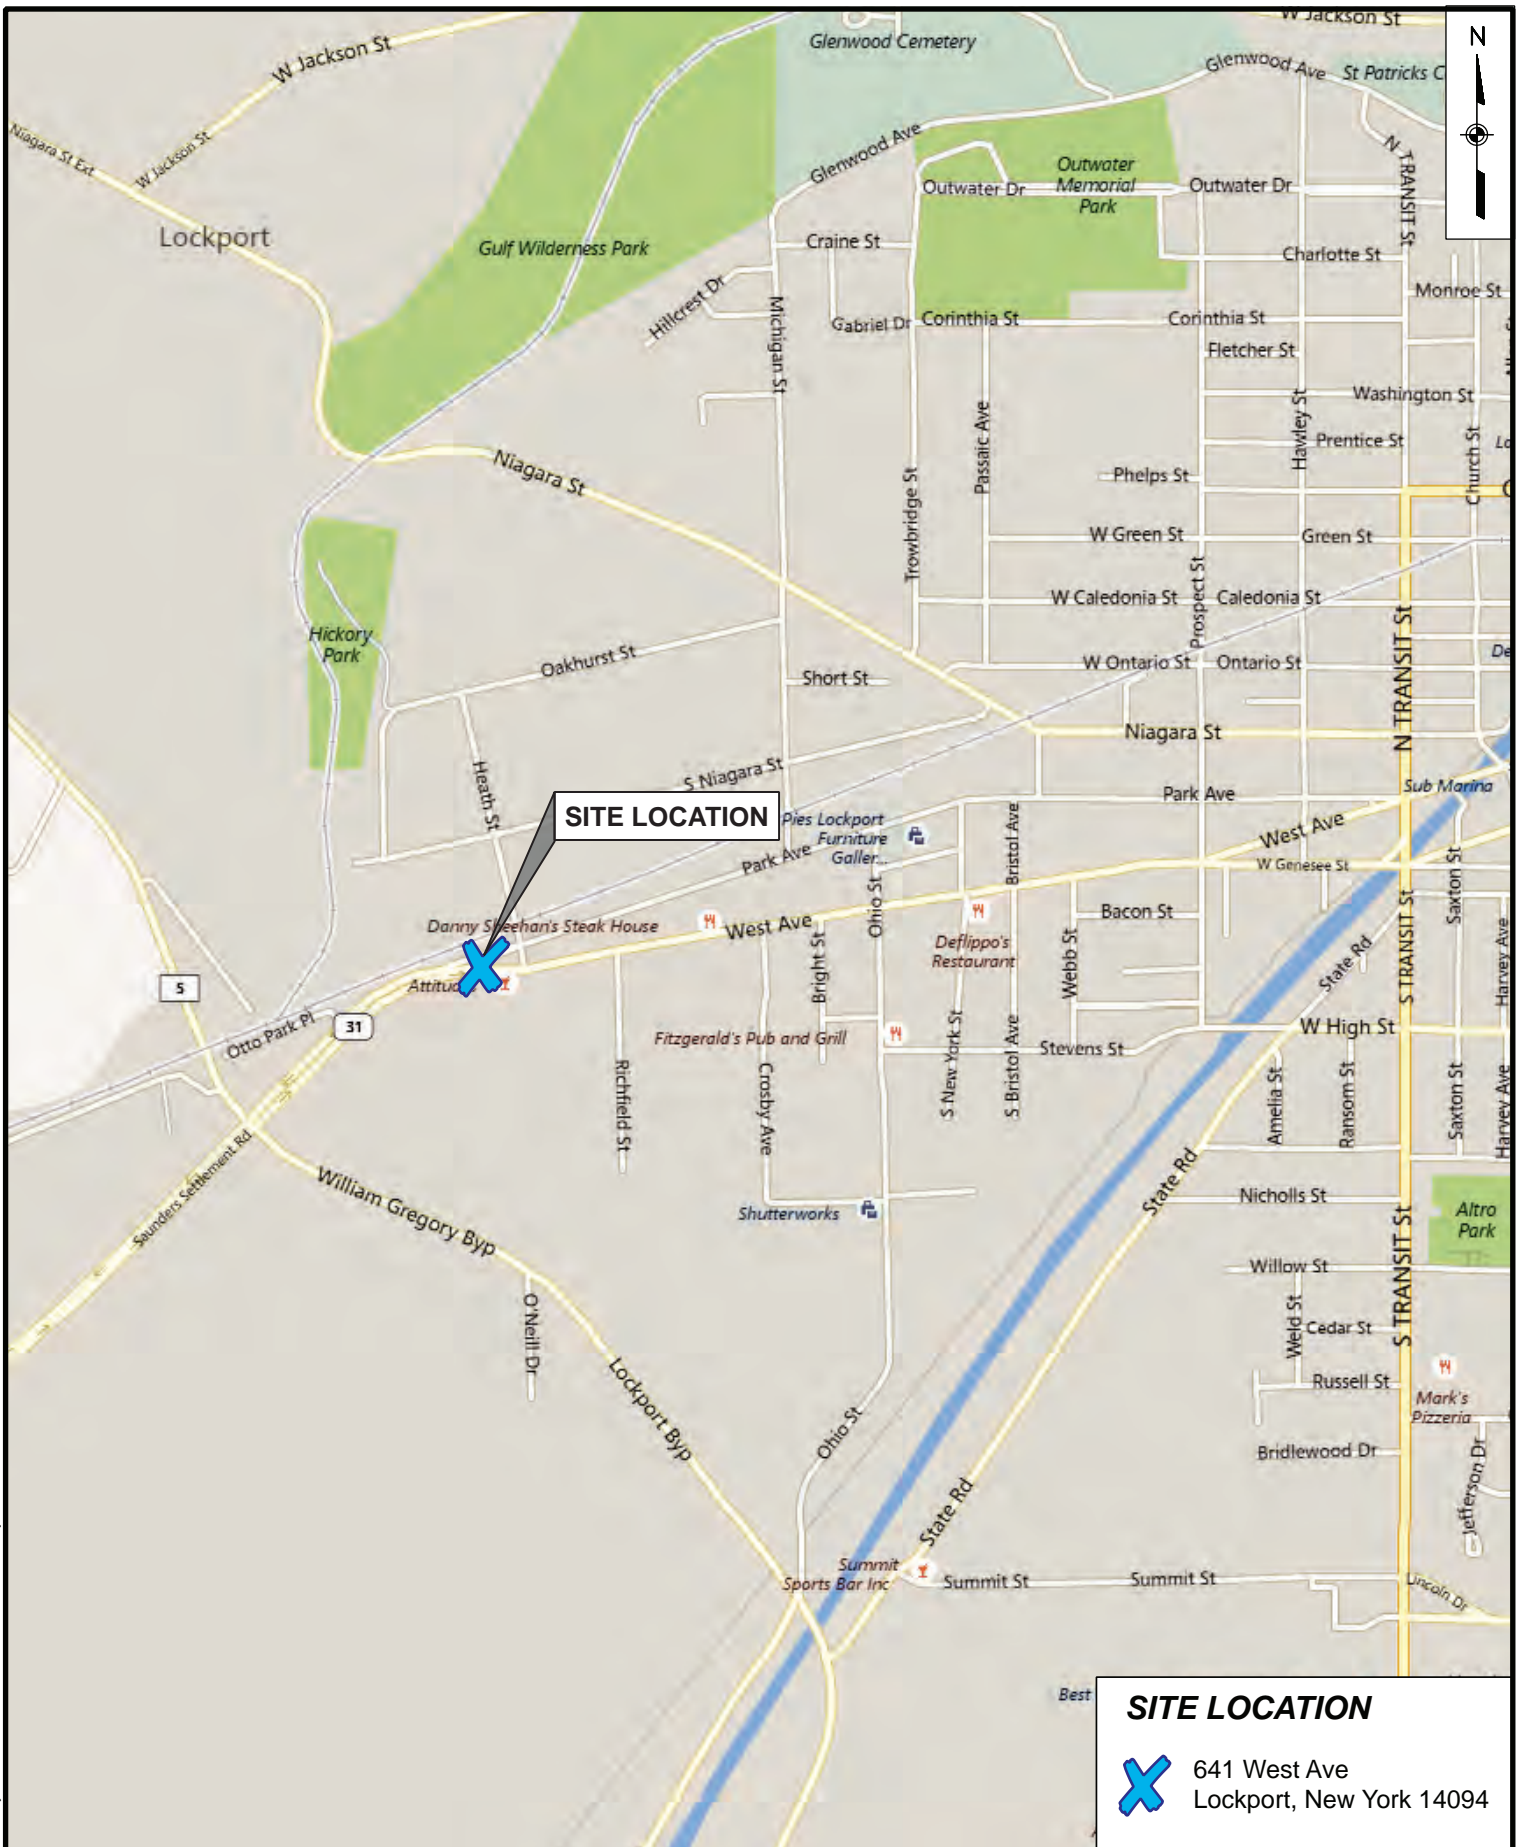 W Jackson St
N
Glenwood Cemetery
W Jackson St
Glenwood Ave
St Patricks C
Niagara St Ext
W Jackson St
Glenwood Ave
N TRANSIT St
Outwater
Memorial
Park
Outwater Dr
Outwater Dr
Lockport
Gulf Wilderness Park
Craine St
Charlotte St
Hillcrest Dr
Monroe St
Michigan St
Gabriel Dr
Corinthia St
Corinthia St
Fletcher St
Washington St
Hawley St
Passaic Ave
Prentice St
Church St
Niagara St
Phelps St
Trowbridge St
W Green St
Green St
Prospect St
W Caledonia St
Caledonia St
Hickory
Park
Oakhurst St
Short St
W Ontario St
Ontario St
De
N TRANSIT St
Niagara St
S Niagara St
Heath St
Sub Marina
Park Ave
SITE LOCATION
Pies Lockport
Furniture
Galler...
Park Ave
Bristol Ave
West Ave
W Genesee St
Saxton St
Danny Sheehan's Steak House
West Ave
Ohio St
Bacon St
Deflippo's
Restaurant
Webb St
Bright St
State Rd
S TRANSIT St
Harvey Ave
5
Attitude
31
Otto Park Pl
Fitzgerald's Pub and Grill
Stevens St
W High St
S New York St
S Bristol Ave
Richfield St
Crosby Ave
Amelia St
Ransom St
Saxton St
Harvey Ave
Saunders Settlement Rd
William Gregory Byp
State Rd
Nicholls St
Shutterworks
Altro
Park
S TRANSIT St
Willow St
O'Neill Dr
Weld St
Cedar St
Lockport Byp
Russell St
Mark's
Pizzeria
Ohio St
Bridlewood Dr
Jefferson Dr
State Rd
Summit
Sports Bar Inc
Summit St
Summit St
Lincoln Dr
Best
SITE LOCATION
641 West Ave
Lockport, New York 14094